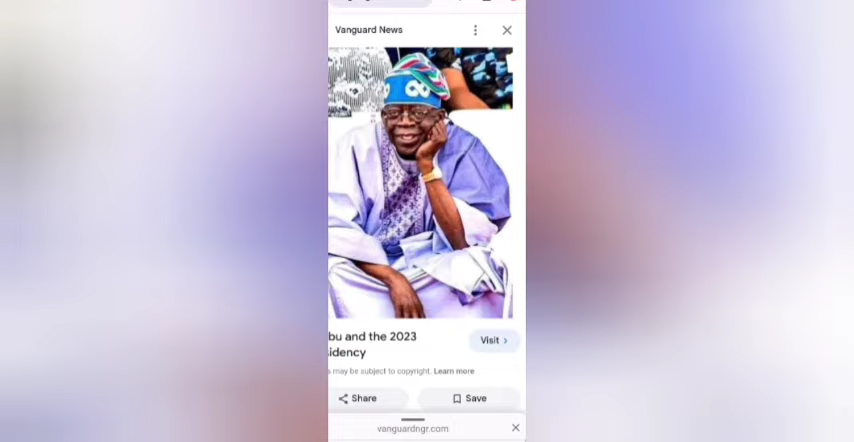 Vanguard News
bu and the 2023
idency
Visit
s may be subject to copyright. Learn more
Share
Save
vanguardngr.com